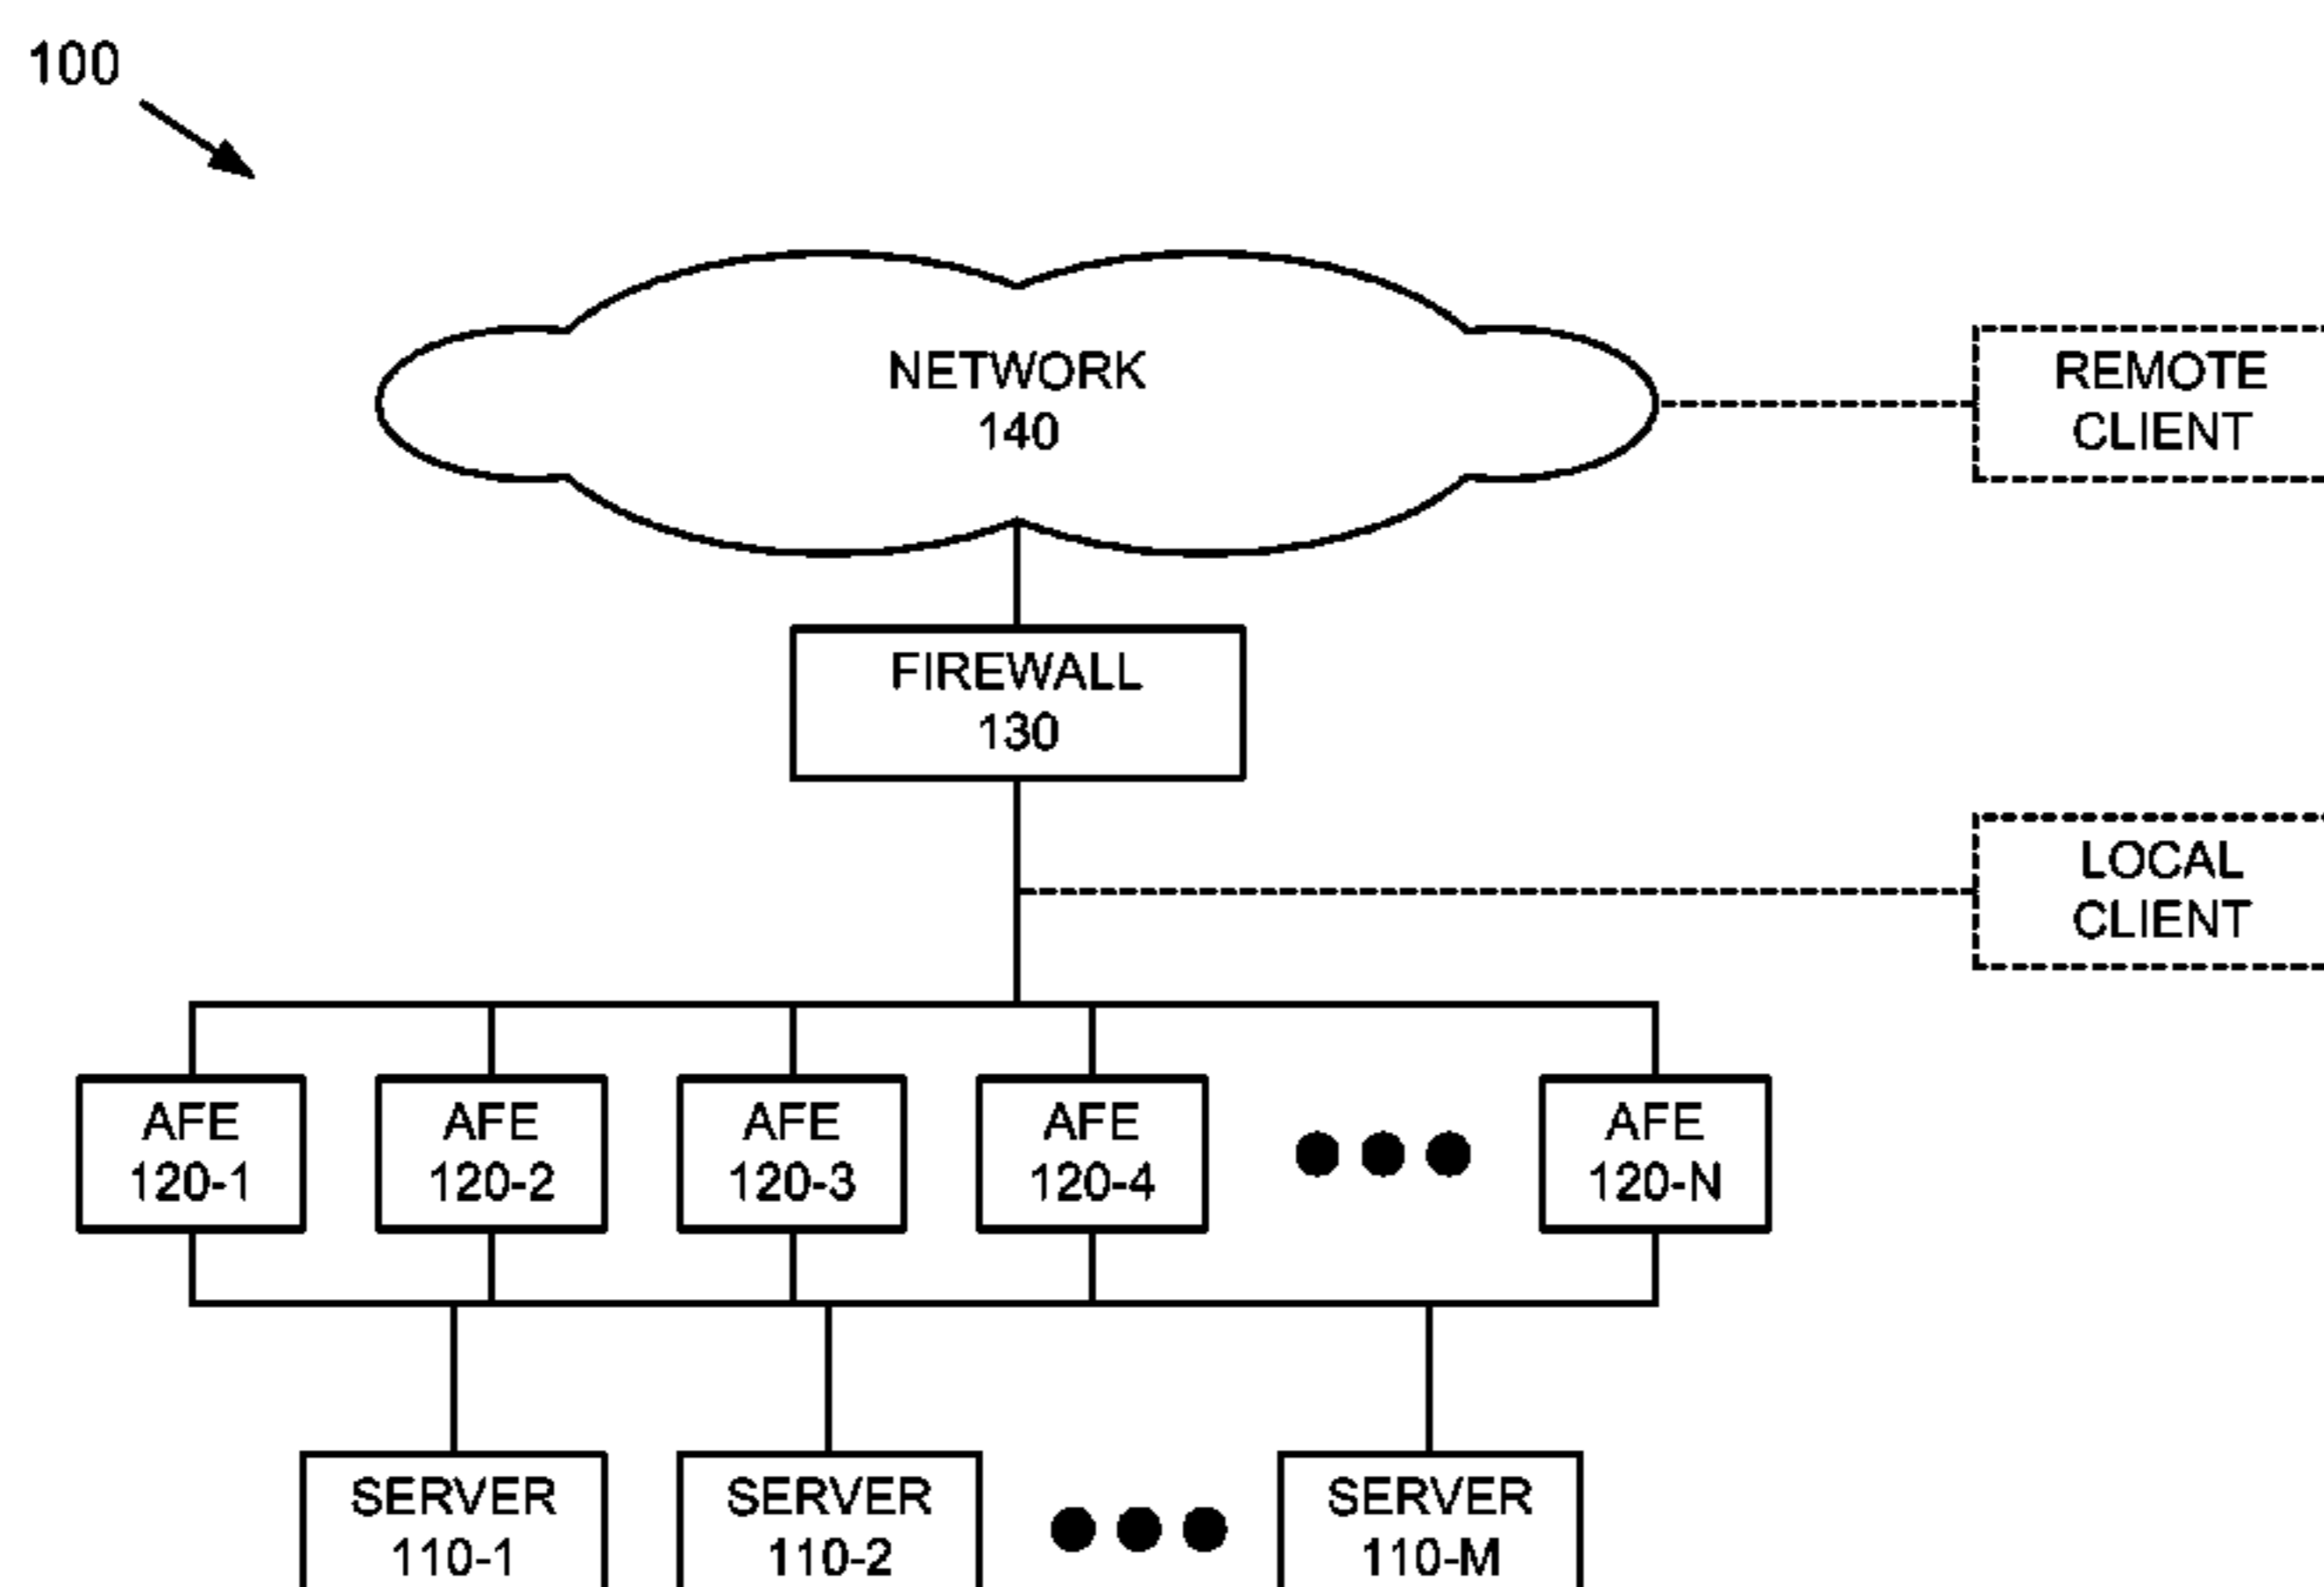 100
NETWORK
140
REMOTE
CLIENT
FIREWALL
130
LOCAL
CLIENT
AFE
120-1
AFE
120-2
AFE
120-3
AFE
120-4
AFE
120-N
SERVER
110-1
SERVER
110-2
SERVER
110-M